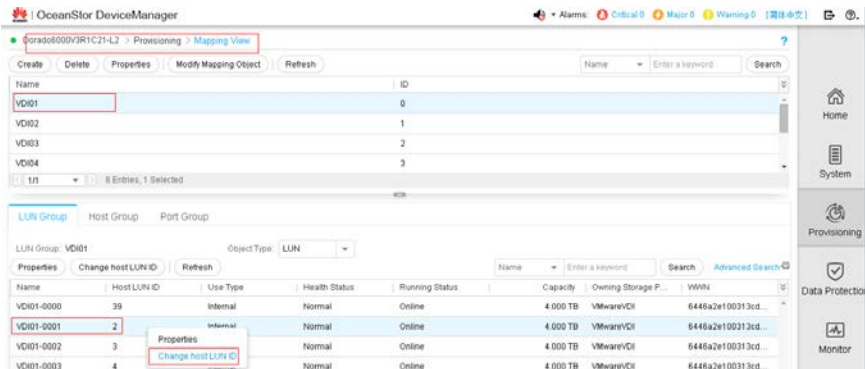 OceanStor DeviceManager
Alarms: Critical 0 Major 0 Warning 0 [简体中文]
Dorado6000V3R1C21-L2 > Provisioning > Mapping View
Create Delete Properties Modify Mapping Object Refresh Name Enter a keyword Search
Name ID
VDI01 0
VDI02 1
VDI03 2
VDI04 3
1/1 8 Entries, 1 Selected
LUN Group Host Group Port Group
LUN Group: VDI01 Object Type: LUN
Properties Change host LUN ID Refresh Name Enter a keyword Search Advanced Search
Name Host LUN ID Use Type Health Status Running Status Capacity Owning Storage P... WWN
VDI01-0000 39 Internal Normal Online 4.000 TB VMwareVDI 6446a2e100313cd...
VDI01-0001 2 Internal Normal Online 4.000 TB VMwareVDI 6446a2e100313cd...
Properties
VDI01-0002 3 Normal Online 4.000 TB VMwareVDI 6446a2e100313cd...
Change host LUN ID
VDI01-0003 4 Normal Online 4.000 TB VMwareVDI 6446a2e100313cd...
Home
System
Provisioning
Data Protection
Monitor